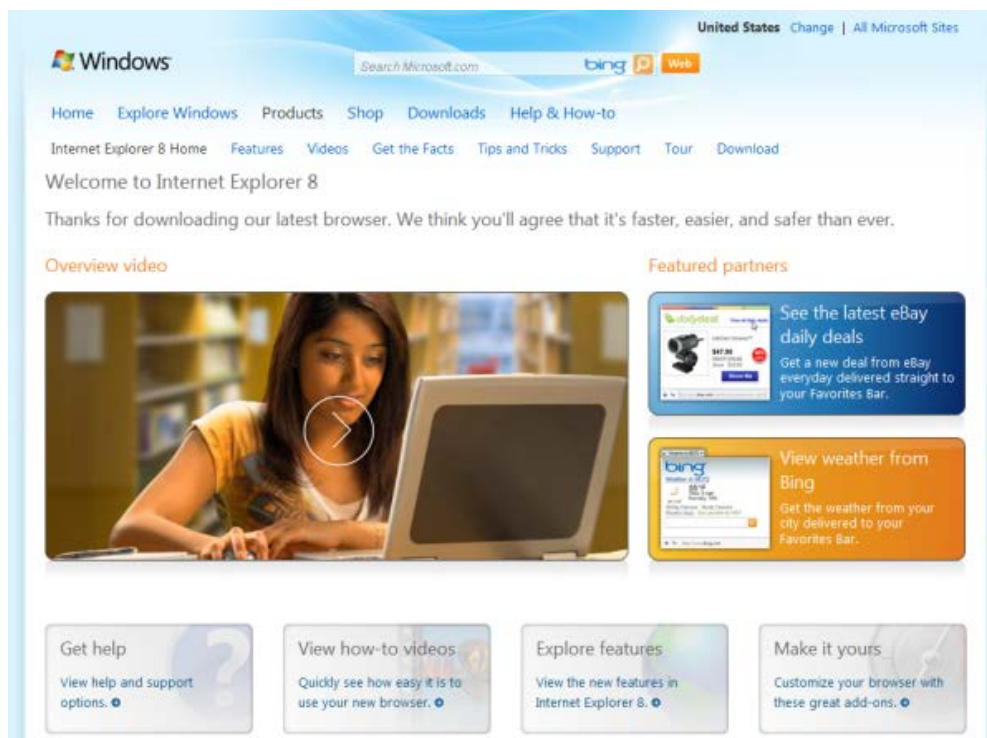 United States Change | All Microsoft Sites
Windows
Search Microsoft.com bing Web
Home Explore Windows Products Shop Downloads Help & How-to
Internet Explorer 8 Home Features Videos Get the Facts Tips and Tricks Support Tour Download
Welcome to Internet Explorer 8
Thanks for downloading our latest browser. We think you'll agree that it's faster, easier, and safer than ever.
Overview video
Featured partners
dailydeal
$47.99
See the latest eBay
daily deals
Get a new deal from eBay
everyday delivered straight to
your Favorites Bar.
bing
View weather from
Bing
Get the weather from your
city delivered to your
Favorites Bar.
Get help
View help and support
options.
View how-to videos
Quickly see how easy it is to
use your new browser.
Explore features
View the new features in
Internet Explorer 8.
Make it yours
Customize your browser with
these great add-ons.